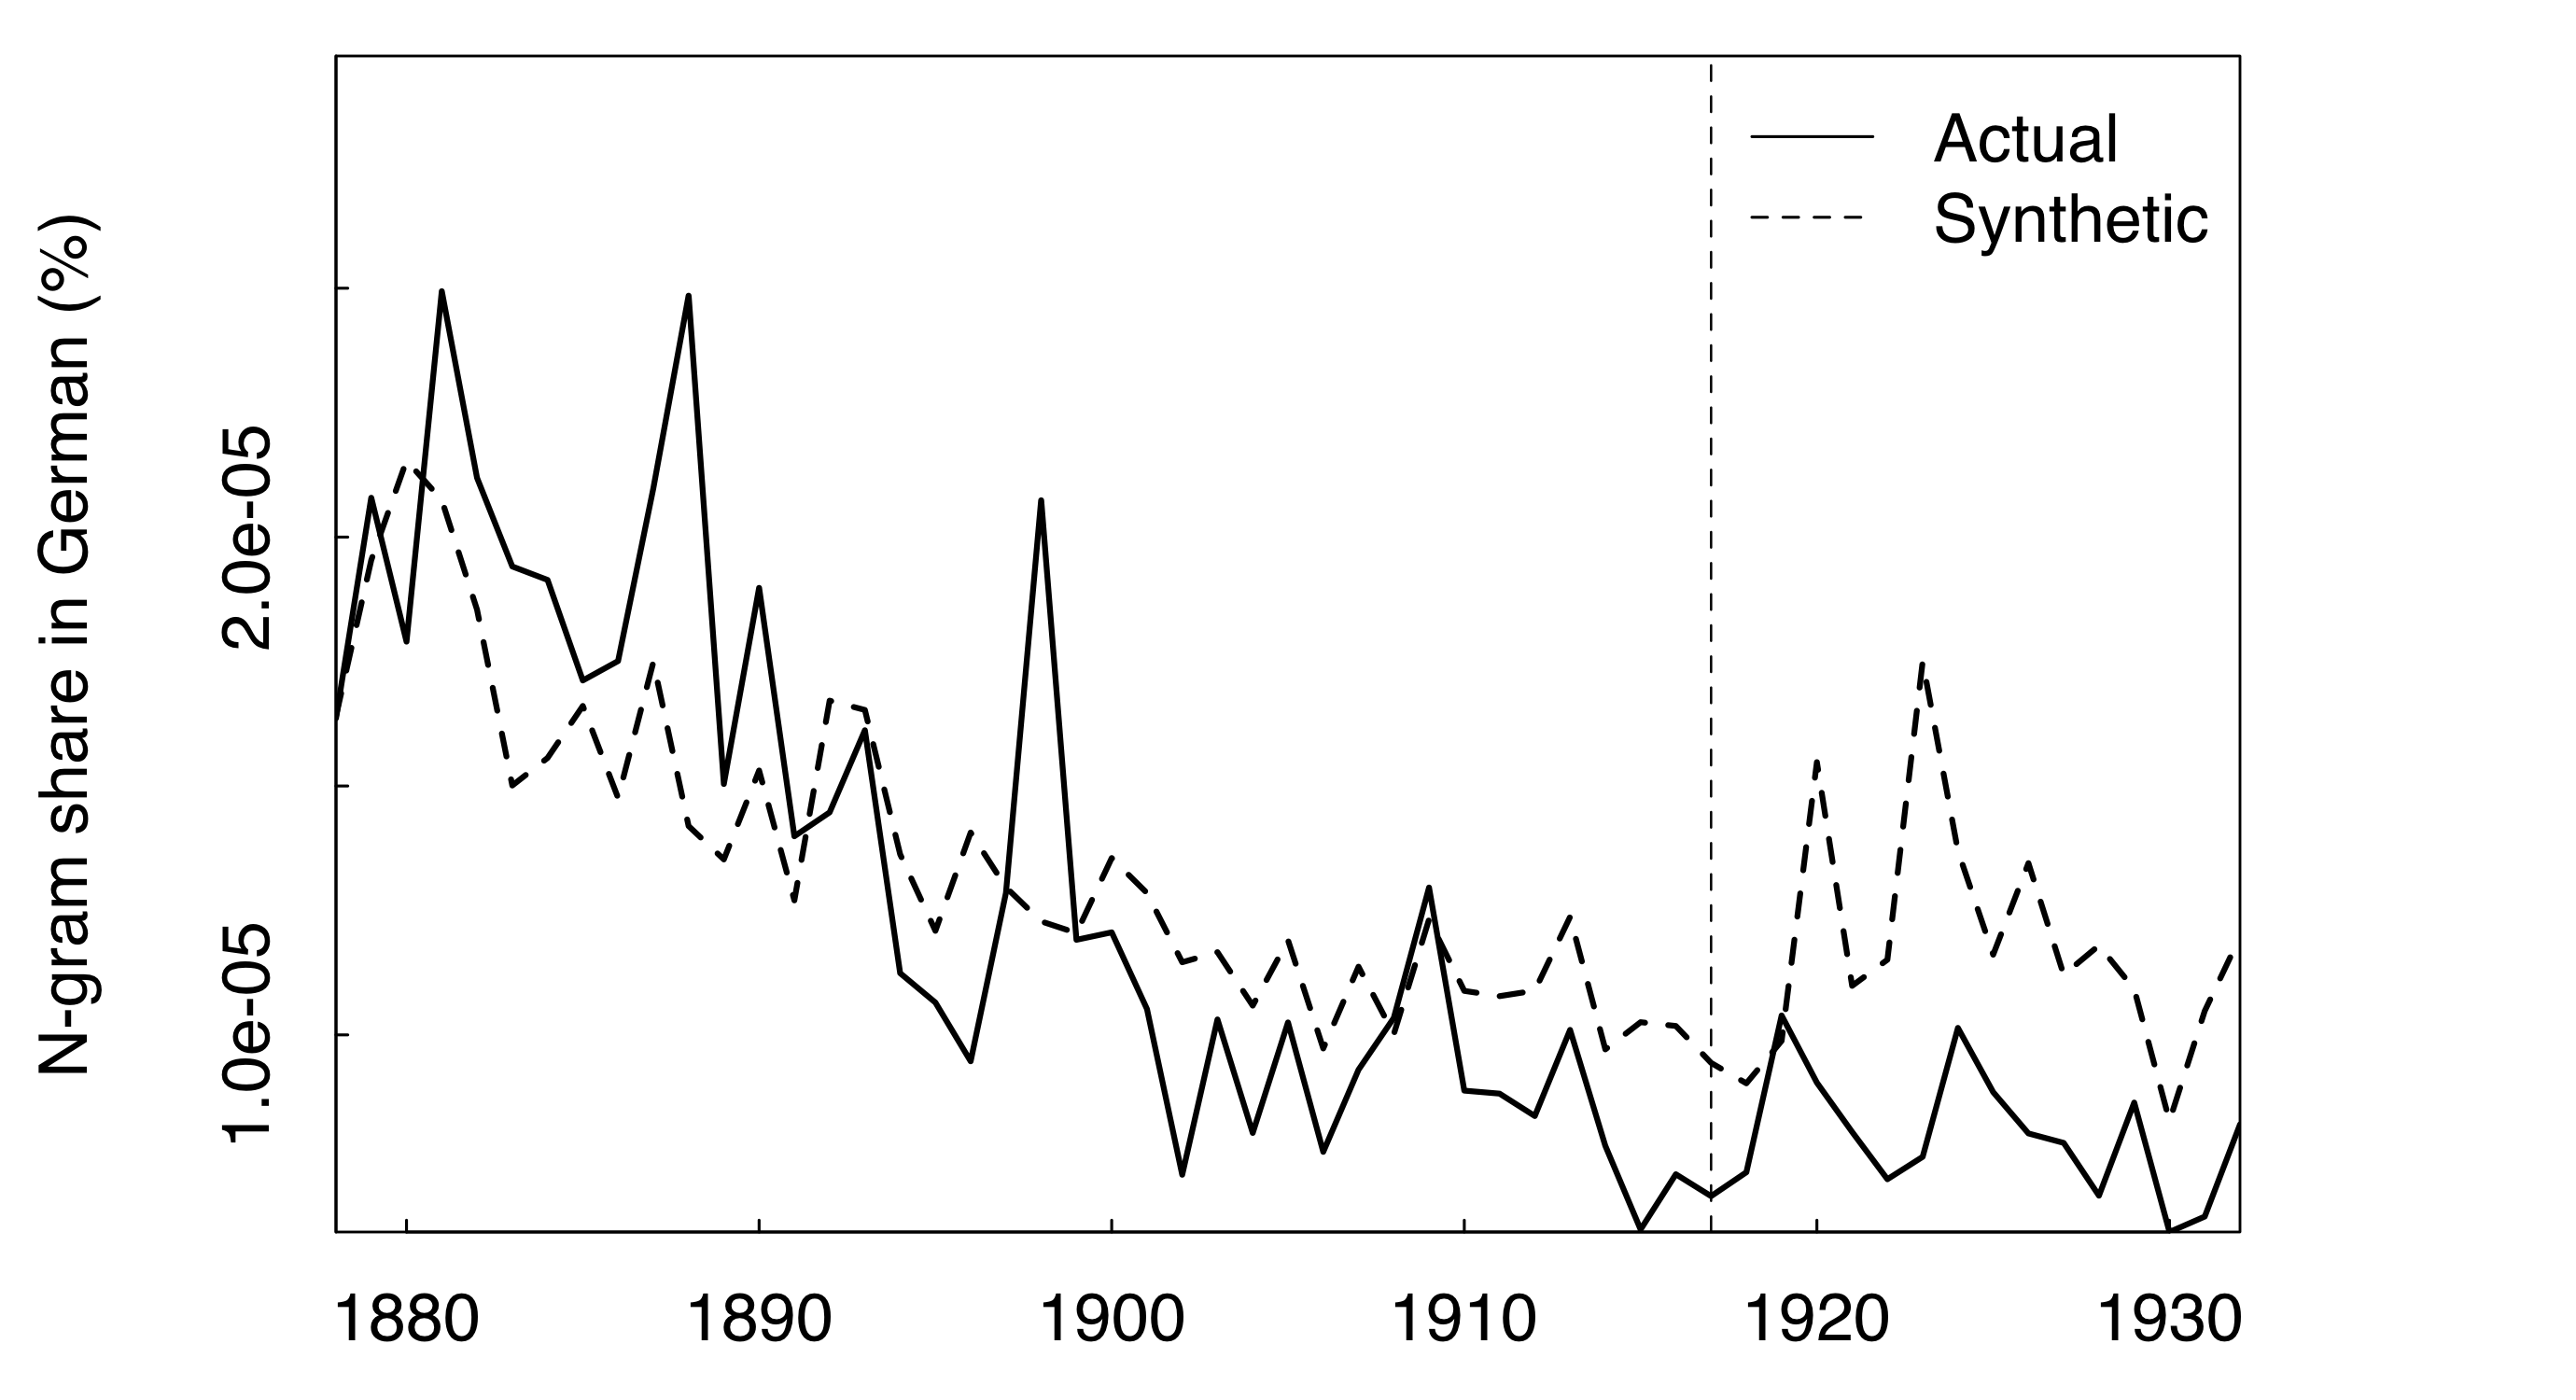 N-gram share in German (%)
2.0e-05
1.0e-05
Actual
Synthetic
1880 1890 1900 1910 1920 1930